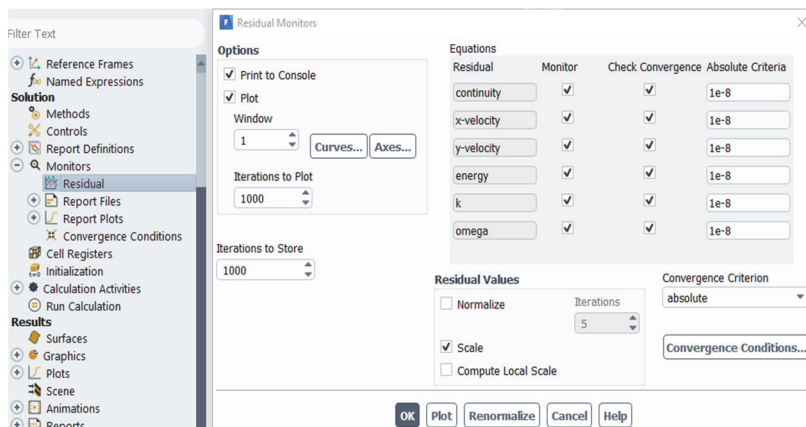 Filter Text
Reference Frames
Named Expressions
Solution
Methods
Controls
Report Definitions
Monitors
Residual
Report Files
Report Plots
Convergence Conditions
Cell Registers
Initialization
Calculation Activities
Run Calculation
Results
Surfaces
Graphics
Plots
Scene
Animations
Reports
Residual Monitors
Options
Print to Console
Plot
Window
1
Curves... Axes...
Iterations to Plot
1000
Iterations to Store
1000
Equations
Residual Monitor Check Convergence Absolute Criteria
continuity 1e-8
x-velocity 1e-8
y-velocity 1e-8
energy 1e-8
k 1e-8
omega 1e-8
Residual Values
Normalize Iterations
5
Scale
Compute Local Scale
Convergence Criterion
absolute
Convergence Conditions...
OK Plot Renormalize Cancel Help